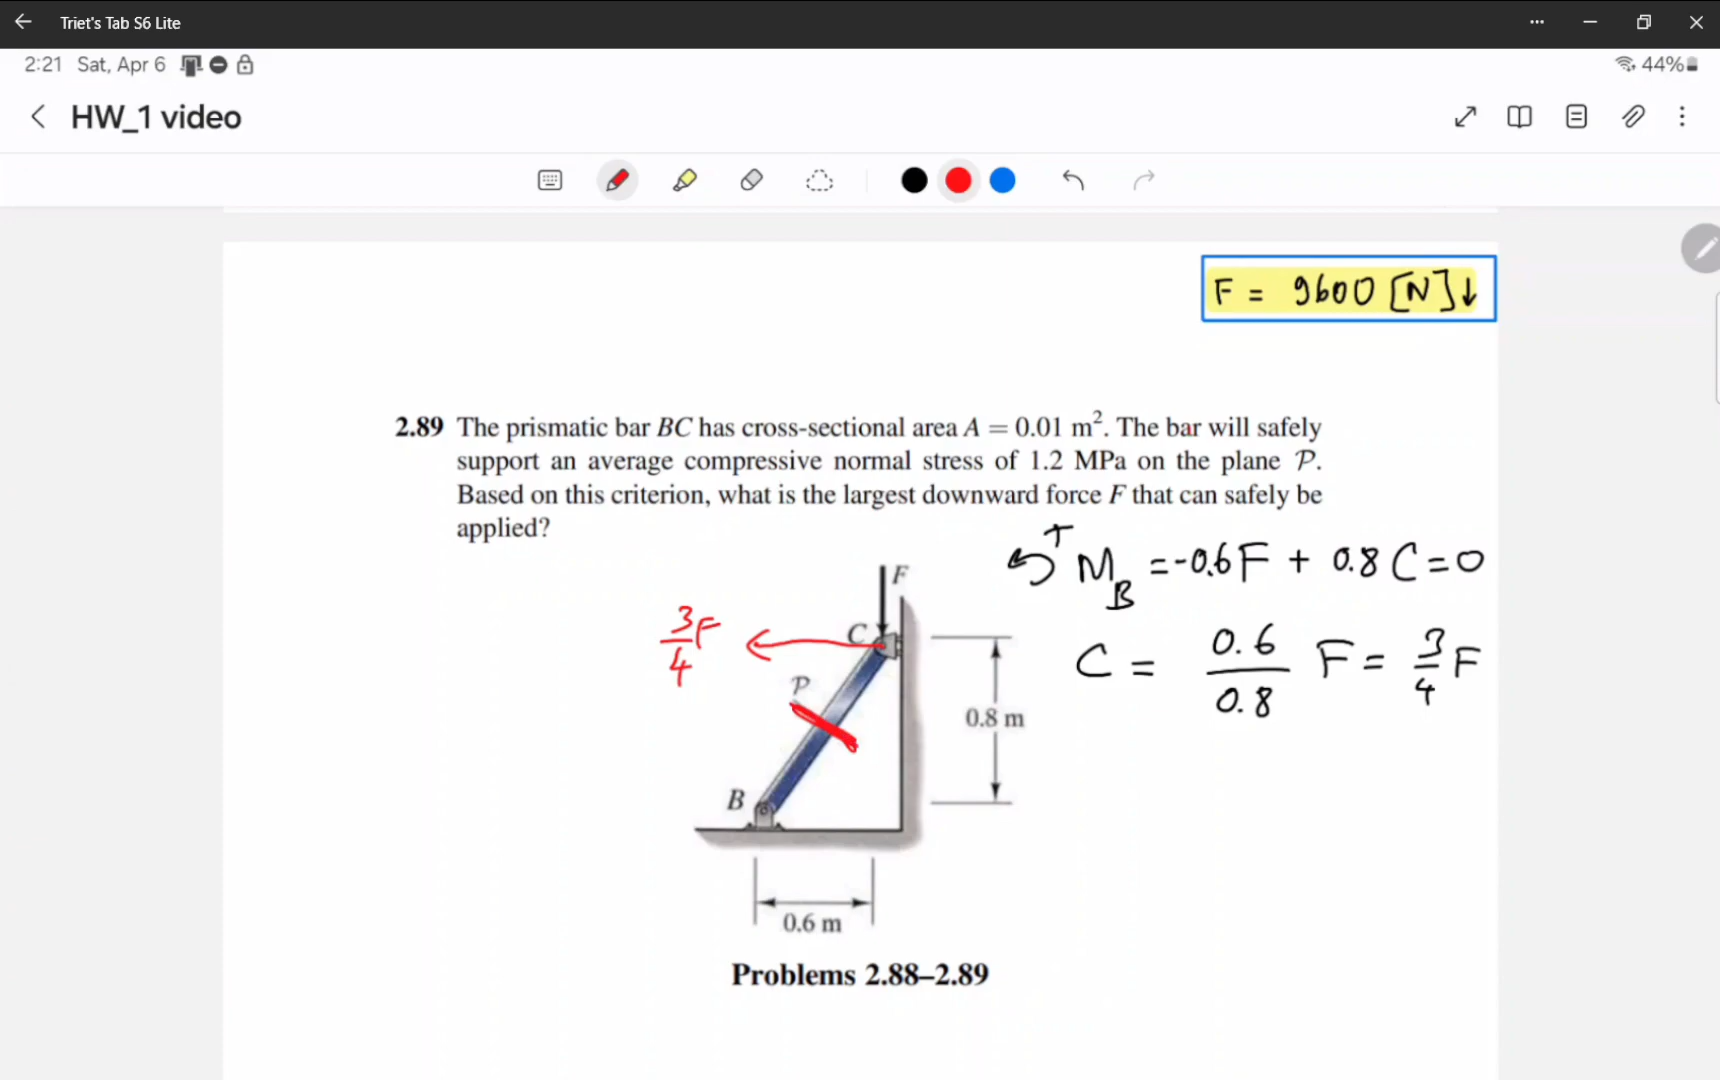 Triet's Tab S6 Lite
2:21 Sat, Apr 6
44%
HW_1 video
F = 9600 [N]↓
2.89 The prismatic bar BC has cross-sectional area A = 0.01 m². The bar will safely
support an average compressive normal stress of 1.2 MPa on the plane P.
Based on this criterion, what is the largest downward force F that can safely be
applied?
↺+ M_B = -0.6F + 0.8C = 0
C = 0.6/0.8 F = 3/4 F
F
3/4 F
C
P
0.8 m
B
0.6 m
Problems 2.88–2.89